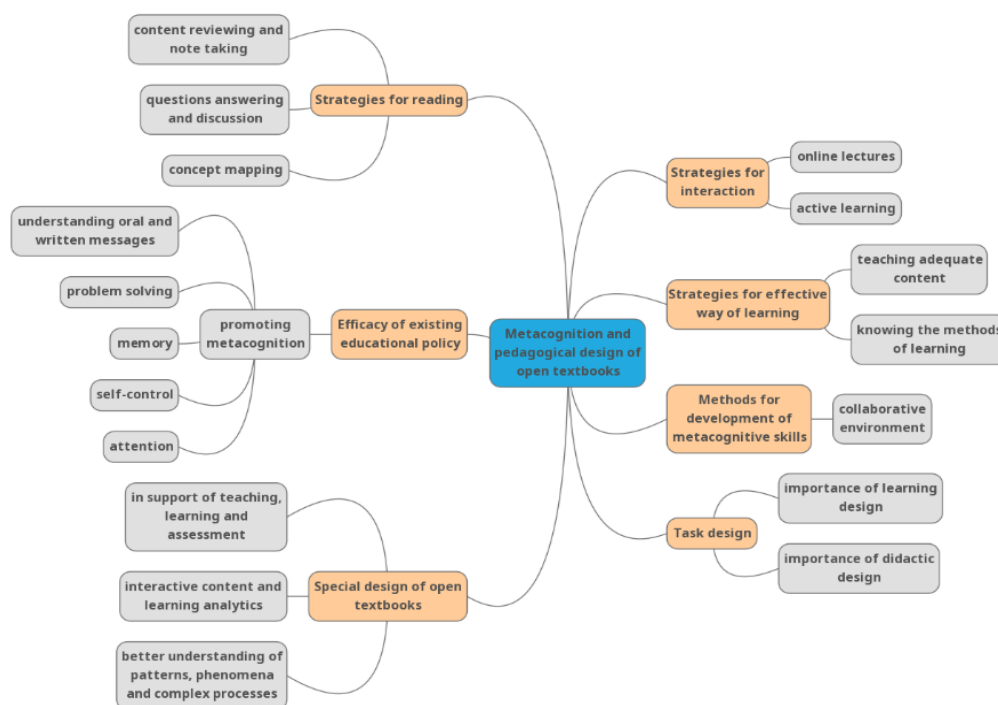 content reviewing and
note taking
questions answering
and discussion
Strategies for reading
concept mapping
understanding oral and
written messages
problem solving
memory
self-control
attention
promoting
metacognition
Efficacy of existing
educational policy
in support of teaching,
learning and
assessment
interactive content and
learning analytics
better understanding of
patterns, phenomena
and complex processes
Special design of open
textbooks
Metacognition and
pedagogical design of
open textbooks
Strategies for
interaction
online lectures
active learning
Strategies for effective
way of learning
teaching adequate
content
knowing the methods
of learning
Methods for
development of
metacognitive skills
collaborative
environment
Task design
importance of learning
design
importance of didactic
design